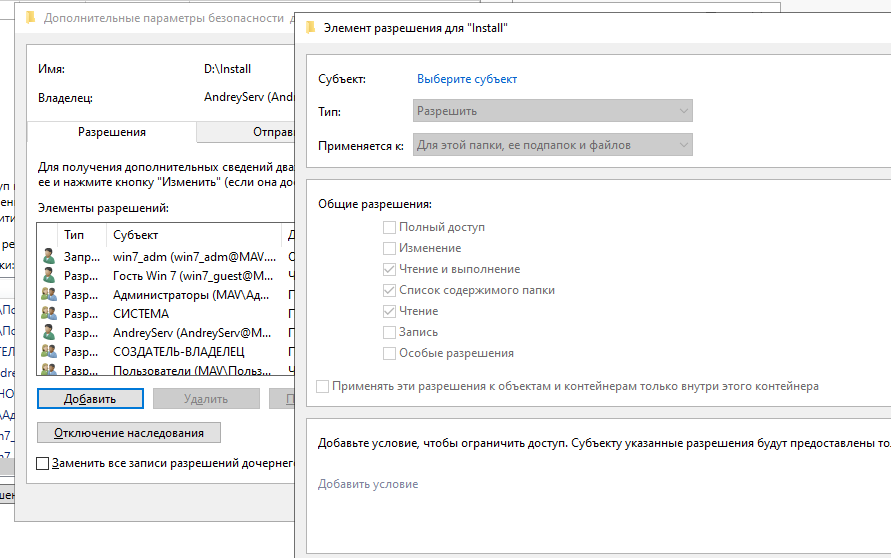 Дополнительные параметры безопасности д
Имя:
D:\Install
Владелец:
AndreyServ (And
Разрешения
Отправ
Для получения дополнительных сведений два
ее и нажмите кнопку "Изменить" (если она дос
Элементы разрешений:
Тип
Субъект
Д
Запр... win7_adm (win7_adm@MAV....
Разр... Гость Win 7 (win7_guest@M...
Разр... Администраторы (MAV\Ад...
Разр... СИСТЕМА
Разр... AndreyServ (AndreyServ@M...
Разр... СОЗДАТЕЛЬ-ВЛАДЕЛЕЦ
Разр... Пользователи (MAV\Польз...
Добавить
Удалить
Отключение наследования
Заменить все записи разрешений дочернего
Элемент разрешения для "Install"
Субъект:
Выберите субъект
Тип:
Разрешить
Применяется к:
Для этой папки, ее подпапок и файлов
Общие разрешения:
Полный доступ
Изменение
Чтение и выполнение
Список содержимого папки
Чтение
Запись
Особые разрешения
Применять эти разрешения к объектам и контейнерам только внутри этого контейнера
Добавьте условие, чтобы ограничить доступ. Субъекту указанные разрешения будут предоставлены то
Добавить условие